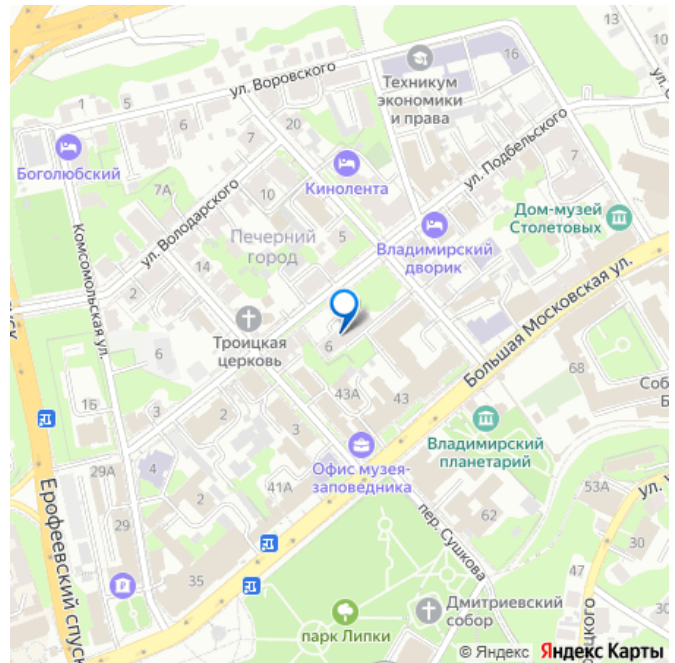 13
10
16
ул. Воровского
Техникум
экономики
и права
1
5
6
20
7
Боголюбский
7А
Кинолента
10
ул. Подбельского
7
ул. Володарского
Печерний
город
5
Дом-музей
Столетовых
Владимирский
дворик
Комсомольская ул.
14
2
Троицкая
церковь
6
6
Большая Московская ул.
68
16
3
2
43А
43
3
Владимирский
планетарий
Офис музея-
заповедника
29А
4
2
41А
53А
29
35
Ерофеевский спуск
62
пер. Сушкова
47
30
30
парк Липки
Дмитриевский
собор
© Яндекс Яндекс Карты